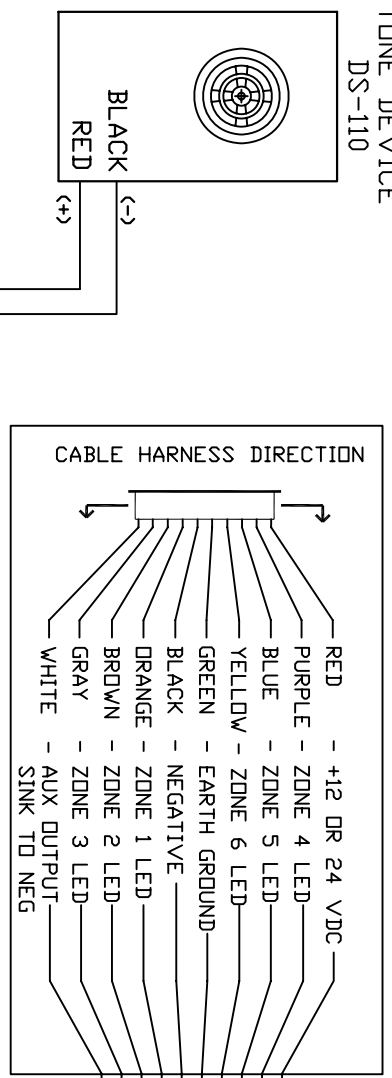 DEVICE
DS-110
BLACK
RED
(-)
(+)
CABLE HARNESS DIRECTION
RED - +12 OR 24 VDC
PURPLE - ZONE 4 LED
BLUE - ZONE 5 LED
YELLOW - ZONE 6 LED
GREEN - EARTH GROUND
BLACK - NEGATIVE
ORANGE - ZONE 1 LED
BROWN - ZONE 2 LED
GRAY - ZONE 3 LED
WHITE - AUX OUTPUT
SINK TO NEG